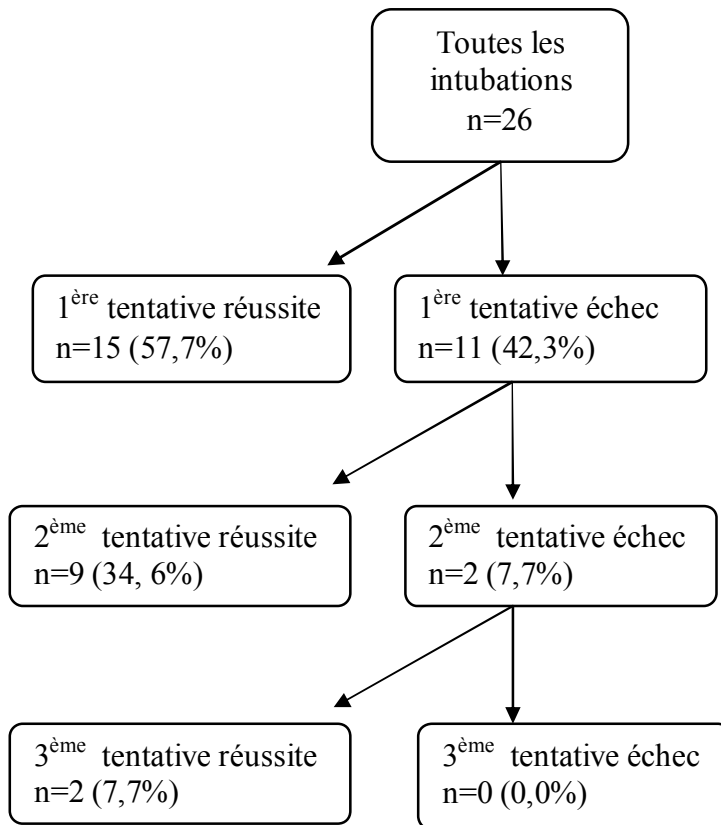 Toutes les
intubations
n=26
1ère tentative réussite
n=15 (57,7%)
1ère tentative échec
n=11 (42,3%)
2ème tentative réussite
n=9 (34, 6%)
2ème tentative échec
n=2 (7,7%)
3ème tentative réussite
n=2 (7,7%)
3ème tentative échec
n=0 (0,0%)